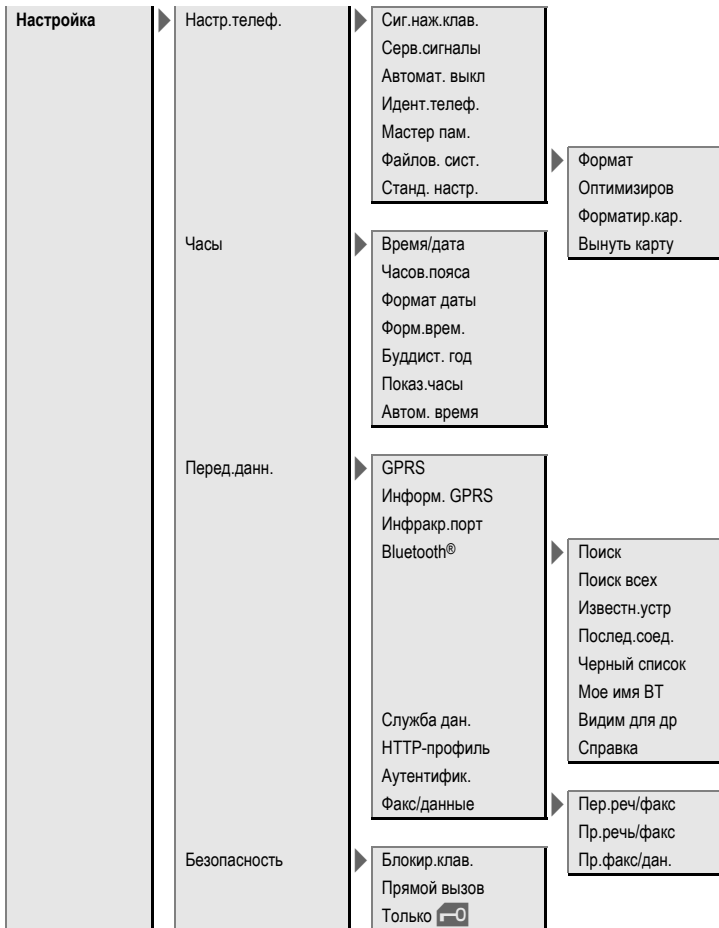 Настройка
Настр.телеф.
Сиг.наж.клав.
Серв.сигналы
Автомат. выкл
Идент.телеф.
Мастер пам.
Файлов. сист.
Формат
Оптимизиров
Форматир.кар.
Вынуть карту
Станд. настр.
Часы
Время/дата
Часов.пояса
Формат даты
Форм.врем.
Буддист. год
Показ.часы
Автом. время
Перед.данн.
GPRS
Информ. GPRS
Инфракр.порт
Bluetooth®
Поиск
Поиск всех
Известн.устр
Послед.соед.
Черный список
Мое имя BT
Видим для др
Справка
Служба дан.
HTTP-профиль
Аутентифик.
Факс/данные
Пер.реч/факс
Пр.речь/факс
Пр.факс/дан.
Безопасность
Блокир.клав.
Прямой вызов
Только